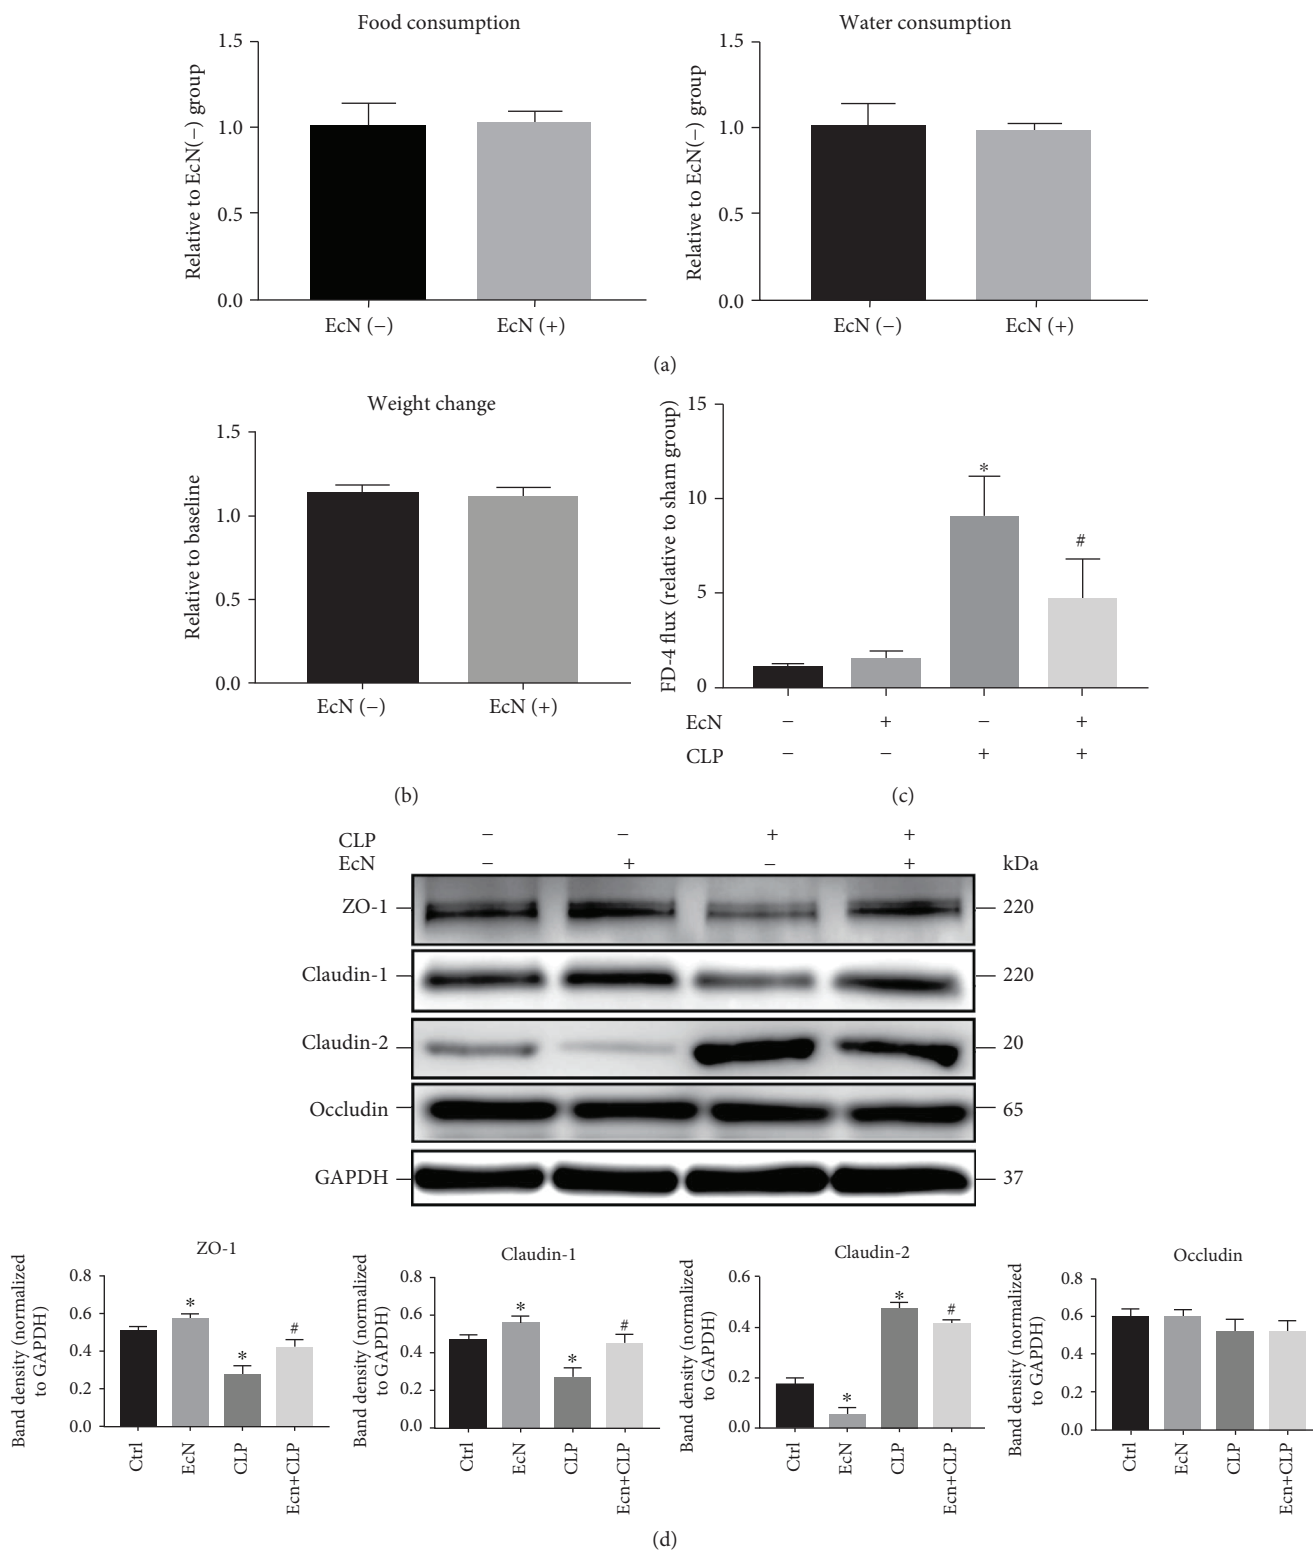 Food consumption
Relative to EcN(−) group
1.5
1.0
0.5
0.0
EcN (−)
EcN (+)
Water consumption
Relative to EcN(−) group
1.5
1.0
0.5
0.0
EcN (−)
EcN (+)
(a)
Weight change
Relative to baseline
1.5
1.0
0.5
0.0
EcN (−)
EcN (+)
(b)
FD-4 flux (relative to sham group)
15
10
5
0
*
#
EcN − + − +
CLP − − + +
(c)
CLP − − + +
EcN − + − + kDa
ZO-1 220
Claudin-1 220
Claudin-2 20
Occludin 65
GAPDH 37
ZO-1
Band density (normalized
to GAPDH)
0.8
0.6
0.4
0.2
0.0
*
*
#
Ctrl
EcN
CLP
Ecn+CLP
Claudin-1
Band density (normalized
to GAPDH)
0.8
0.6
0.4
0.2
0.0
*
*
#
Ctrl
EcN
CLP
Ecn+CLP
Claudin-2
Band density (normalized
to GAPDH)
0.6
0.4
0.2
0.0
*
*
#
Ctrl
EcN
CLP
Ecn+CLP
Occludin
Band density (normalized
to GAPDH)
0.8
0.6
0.4
0.2
0.0
Ctrl
EcN
CLP
Ecn+CLP
(d)